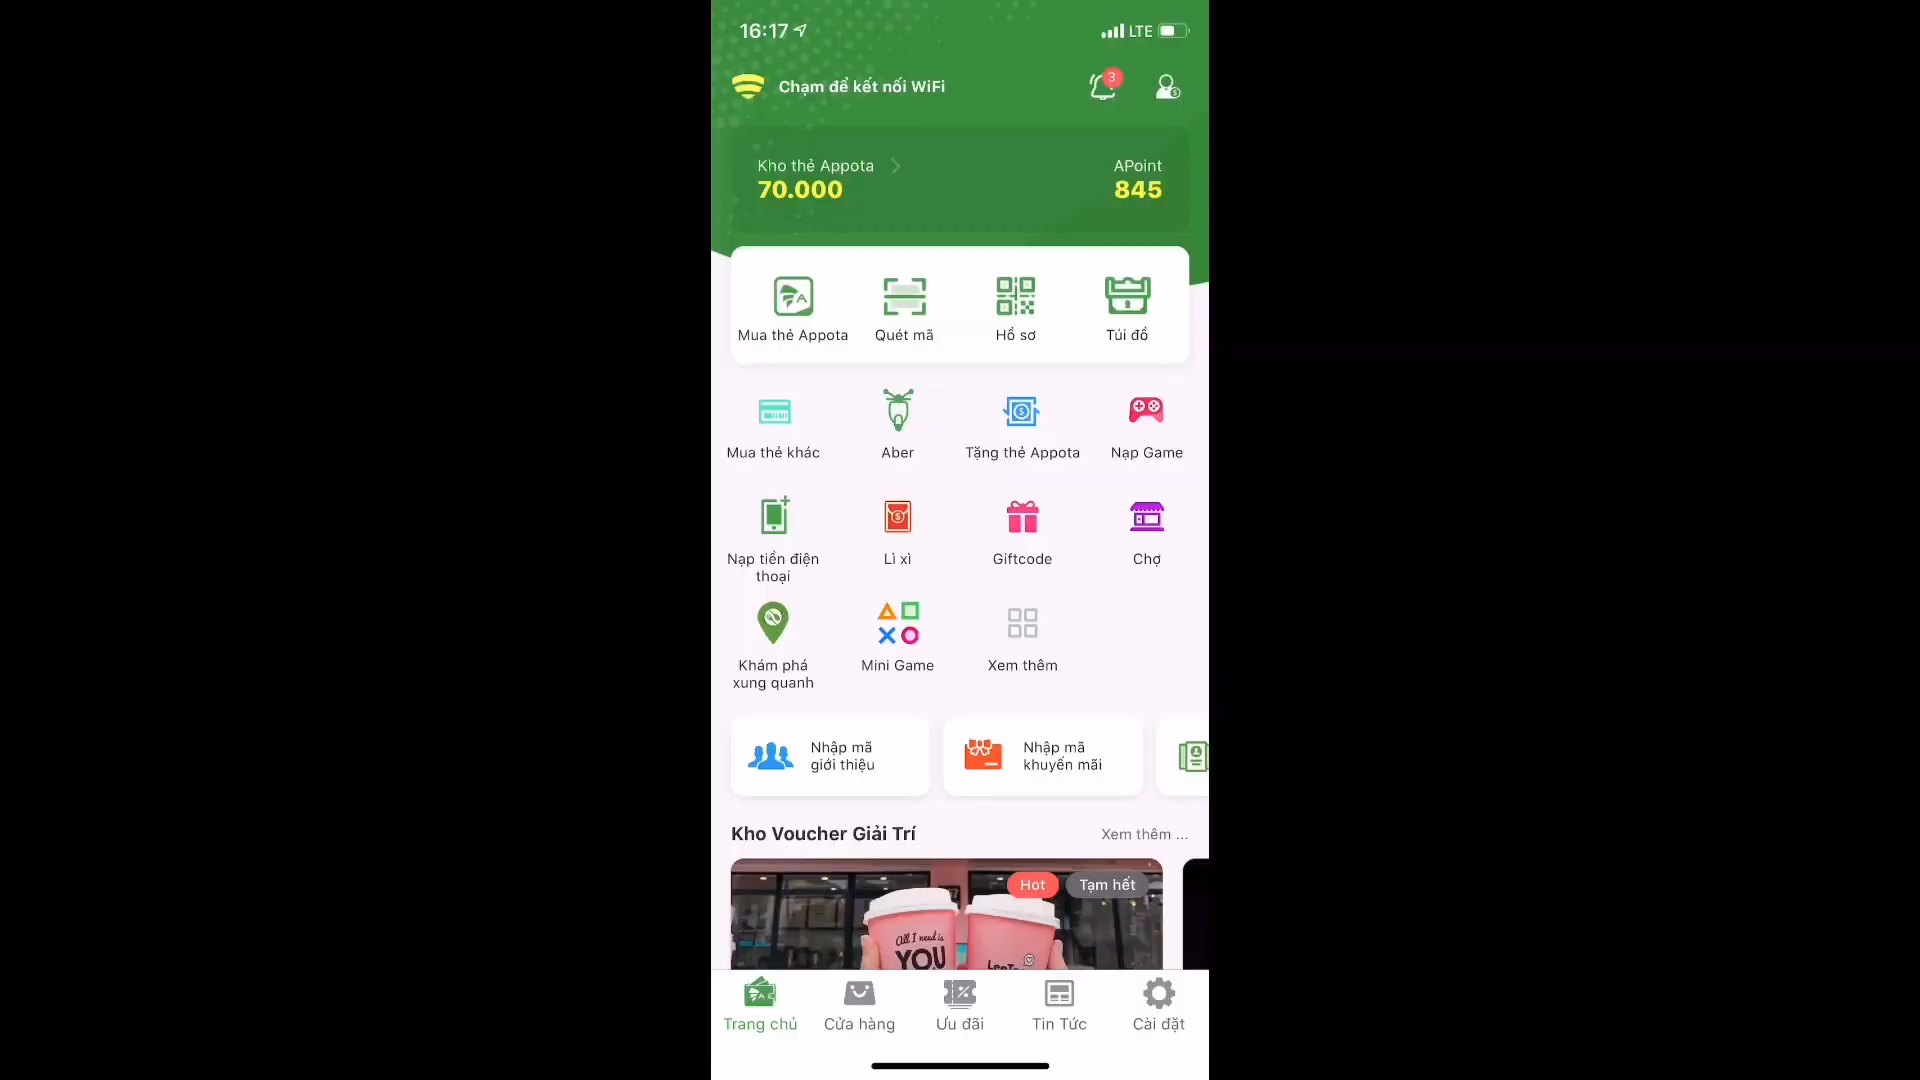 16:17
LTE
Chạm để kết nối WiFi
3
Kho thẻ Appota
APoint
70.000
845
Mua thẻ Appota
Quét mã
Hồ sơ
Túi đồ
Mua thẻ khác
Aber
Tặng thẻ Appota
Nạp Game
Nạp tiền điện
thoại
Lì xì
Giftcode
Chợ
Khám phá
xung quanh
Mini Game
Xem thêm
Nhập mã
giới thiệu
Nhập mã
khuyến mãi
Kho Voucher Giải Trí
Xem thêm ...
Hot
Tạm hết
All I need is
YOU
Trang chủ
Cửa hàng
Ưu đãi
Tin Tức
Cài đặt